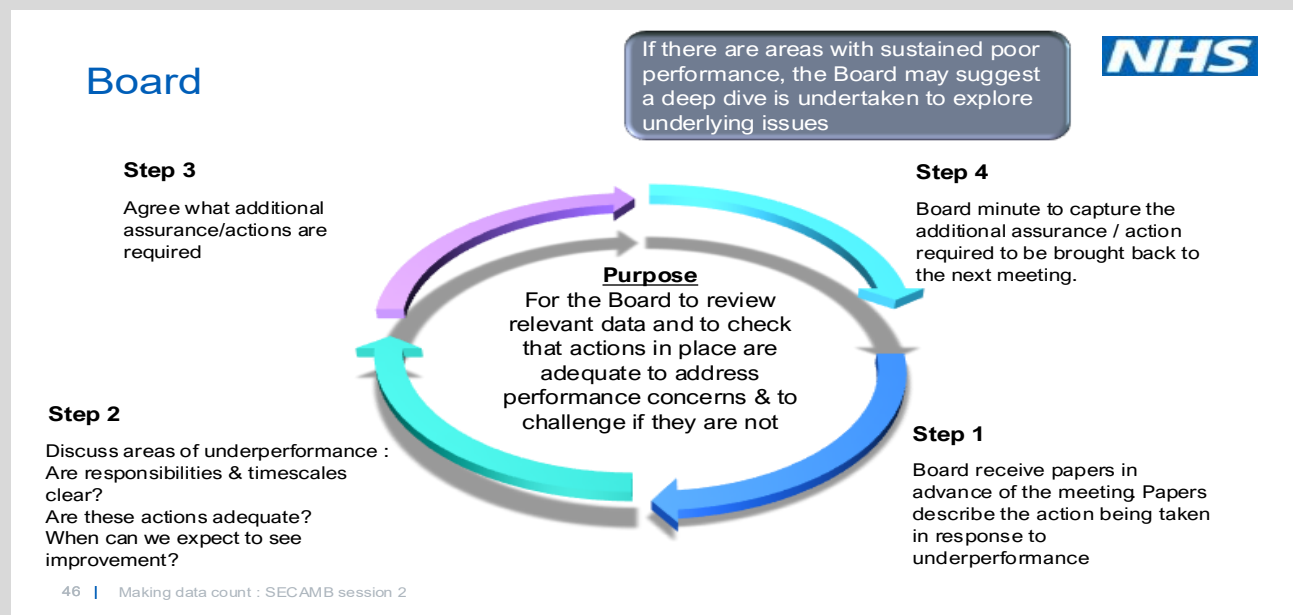 Board
If there are areas with sustained poor
performance, the Board may suggest
a deep dive is undertaken to explore
underlying issues
NHS
Step 3
Agree what additional
assurance/actions are
required
Step 4
Board minute to capture the
additional assurance / action
required to be brought back to
the next meeting.
Purpose
For the Board to review
relevant data and to check
that actions in place are
adequate to address
performance concerns & to
challenge if they are not
Step 2
Discuss areas of underperformance :
Are responsibilities & timescales
clear?
Are these actions adequate?
When can we expect to see
improvement?
Step 1
Board receive papers in
advance of the meeting. Papers
describe the action being taken
in response to
underperformance
46 | Making data count : SECAMB session 2